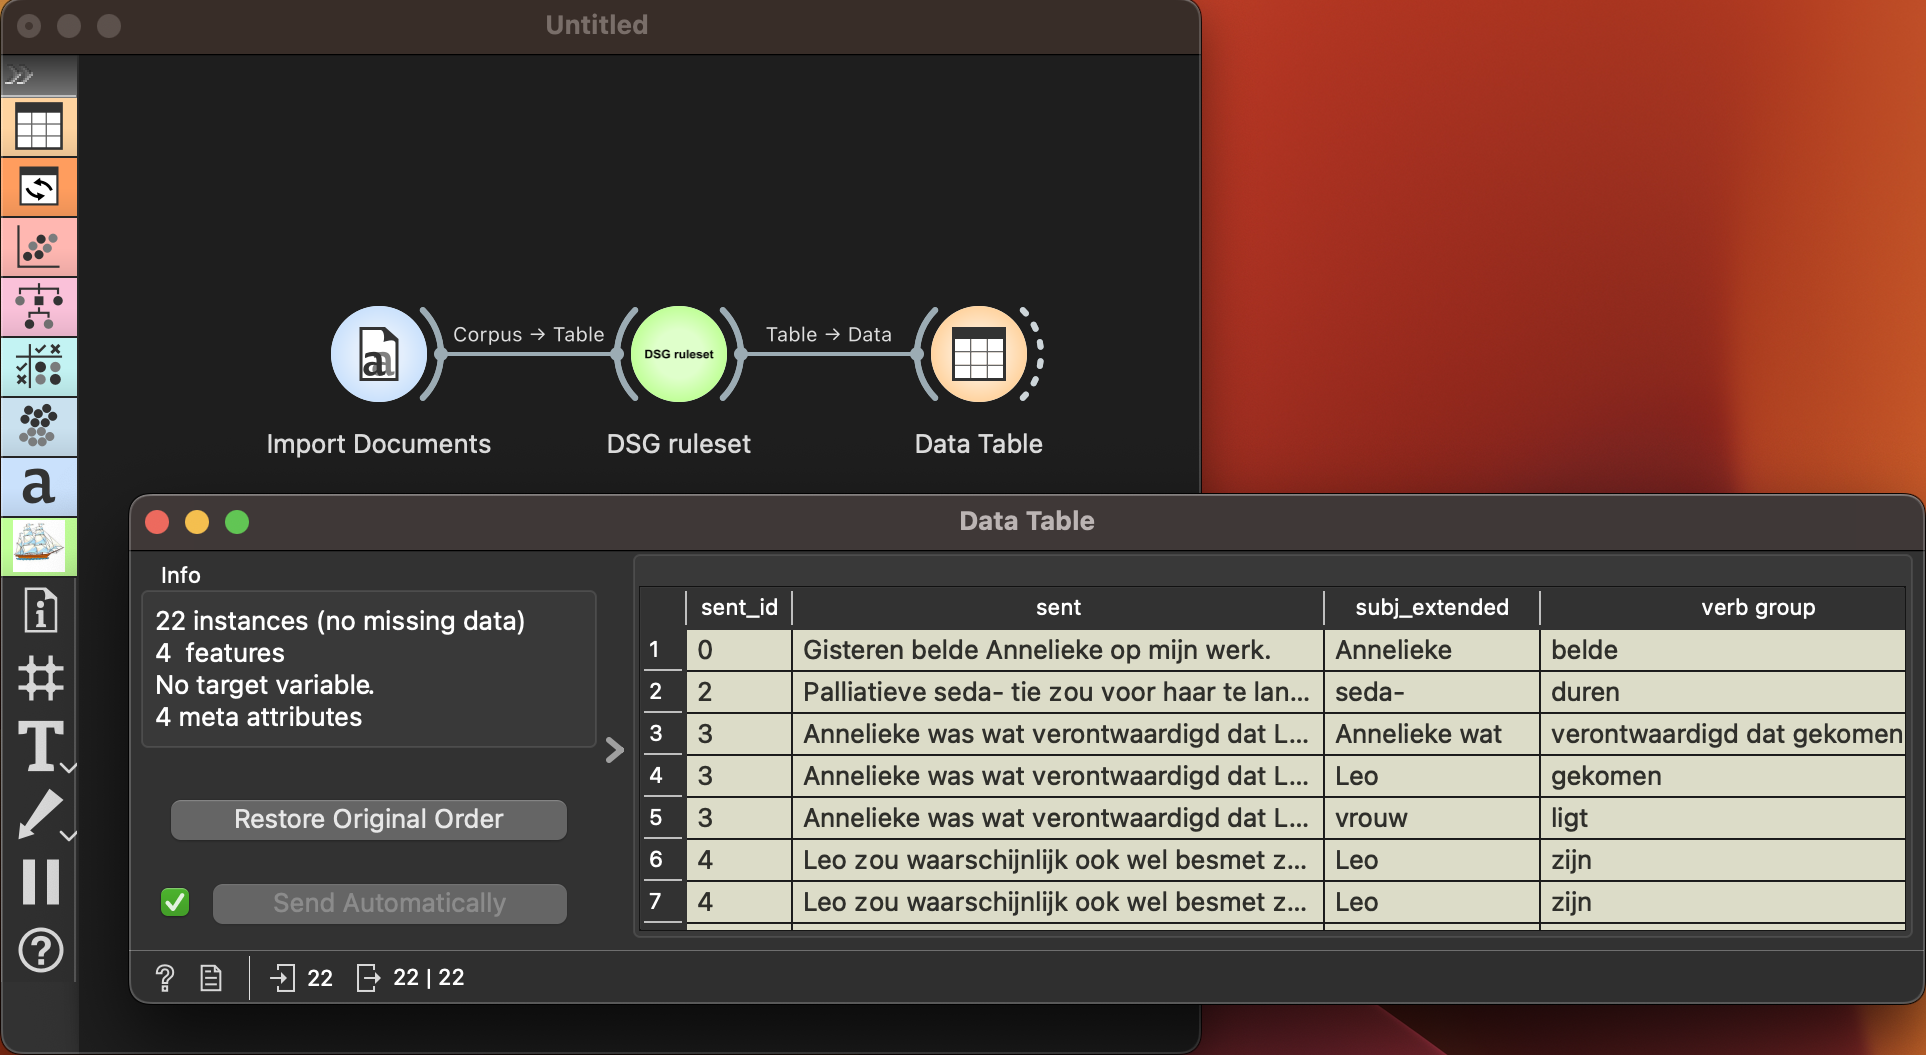 Untitled
Corpus → Table
Table → Data
a
DSG ruleset
Import Documents
DSG ruleset
Data Table
a
Data Table
Info
22 instances (no missing data)
4 features
No target variable.
4 meta attributes
Restore Original Order
Send Automatically
sent_id sent subj_extended verb group
1 0 Gisteren belde Annelieke op mijn werk. Annelieke belde
2 2 Palliatieve seda- tie zou voor haar te lan... seda- duren
3 3 Annelieke was wat verontwaardigd dat L... Annelieke wat verontwaardigd dat gekomen
4 3 Annelieke was wat verontwaardigd dat L... Leo gekomen
5 3 Annelieke was wat verontwaardigd dat L... vrouw ligt
6 4 Leo zou waarschijnlijk ook wel besmet z... Leo zijn
7 4 Leo zou waarschijnlijk ook wel besmet z... Leo zijn
T
?
? 22 22 | 22